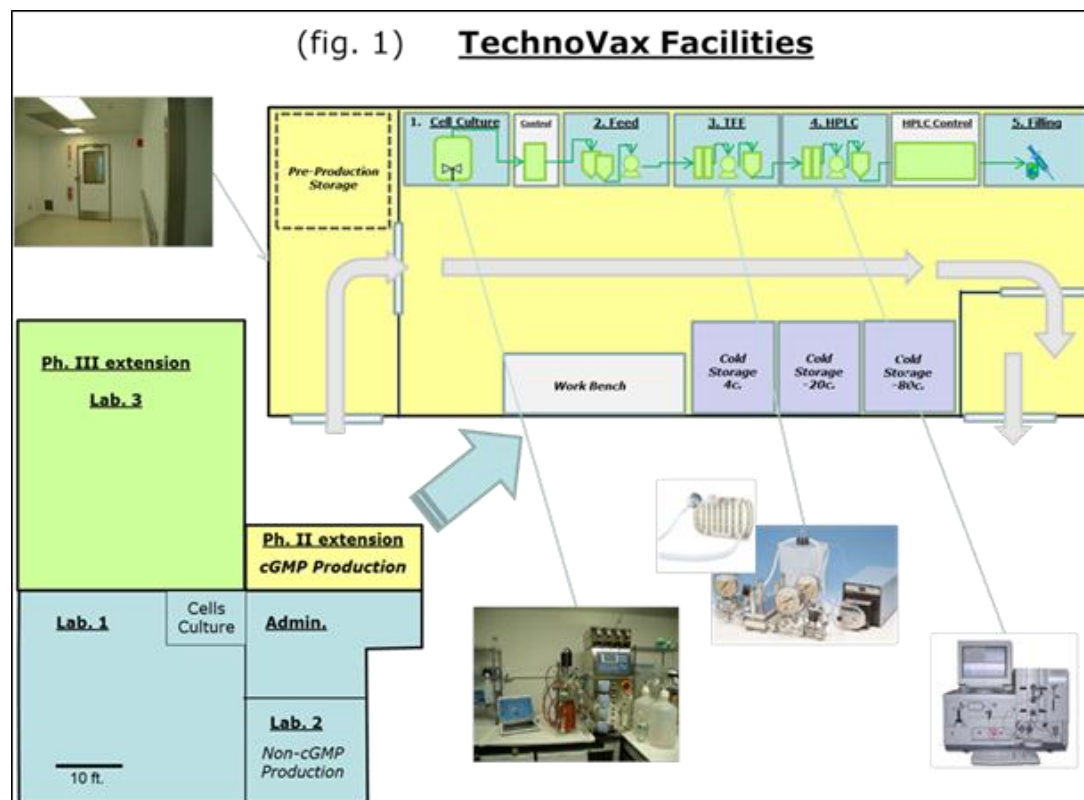 (fig. 1) TechnoVax Facilities
1. Cell Culture
Control
2. Feed
3. TFF
4. HPLC
HPLC Control
5. Filling
Pre-Production
Storage
Work Bench
Cold
Storage
4c.
Cold
Storage
-20c.
Cold
Storage
-80c.
Ph. III extension
Lab. 3
Ph. II extension
cGMP Production
Lab. 1
Cells
Culture
Admin.
Lab. 2
Non-cGMP
Production
10 ft.